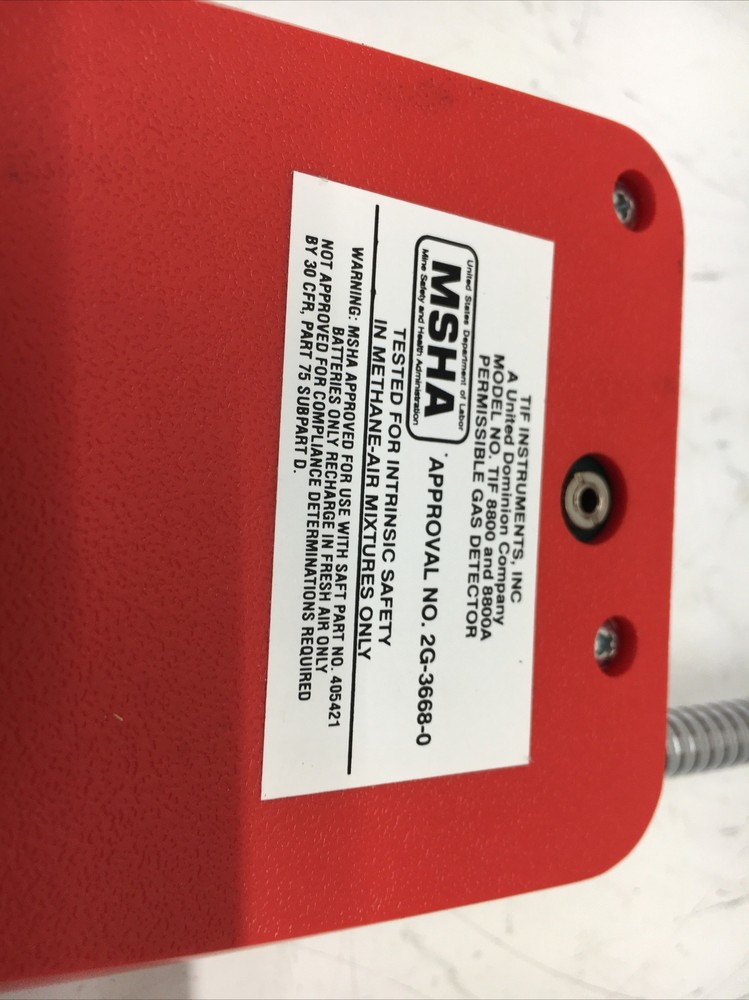 TIF INSTRUMENTS, INC
A United Dominion Company
MODEL NO. TIF 8800 and 8800A
PERMISSIBLE GAS DETECTOR
United States Department of Labor
MSHA
Mine Safety and Health Administration
APPROVAL NO. 2G-3668-0
TESTED FOR INTRINSIC SAFETY
IN METHANE-AIR MIXTURES ONLY
WARNING: MSHA APPROVED FOR USE WITH SAFT PART NO. 405421
BATTERIES ONLY RECHARGE IN FRESH AIR ONLY
NOT APPROVED FOR COMPLIANCE DETERMINATIONS REQUIRED
BY 30 CFR, PART 75 SUBPART D.